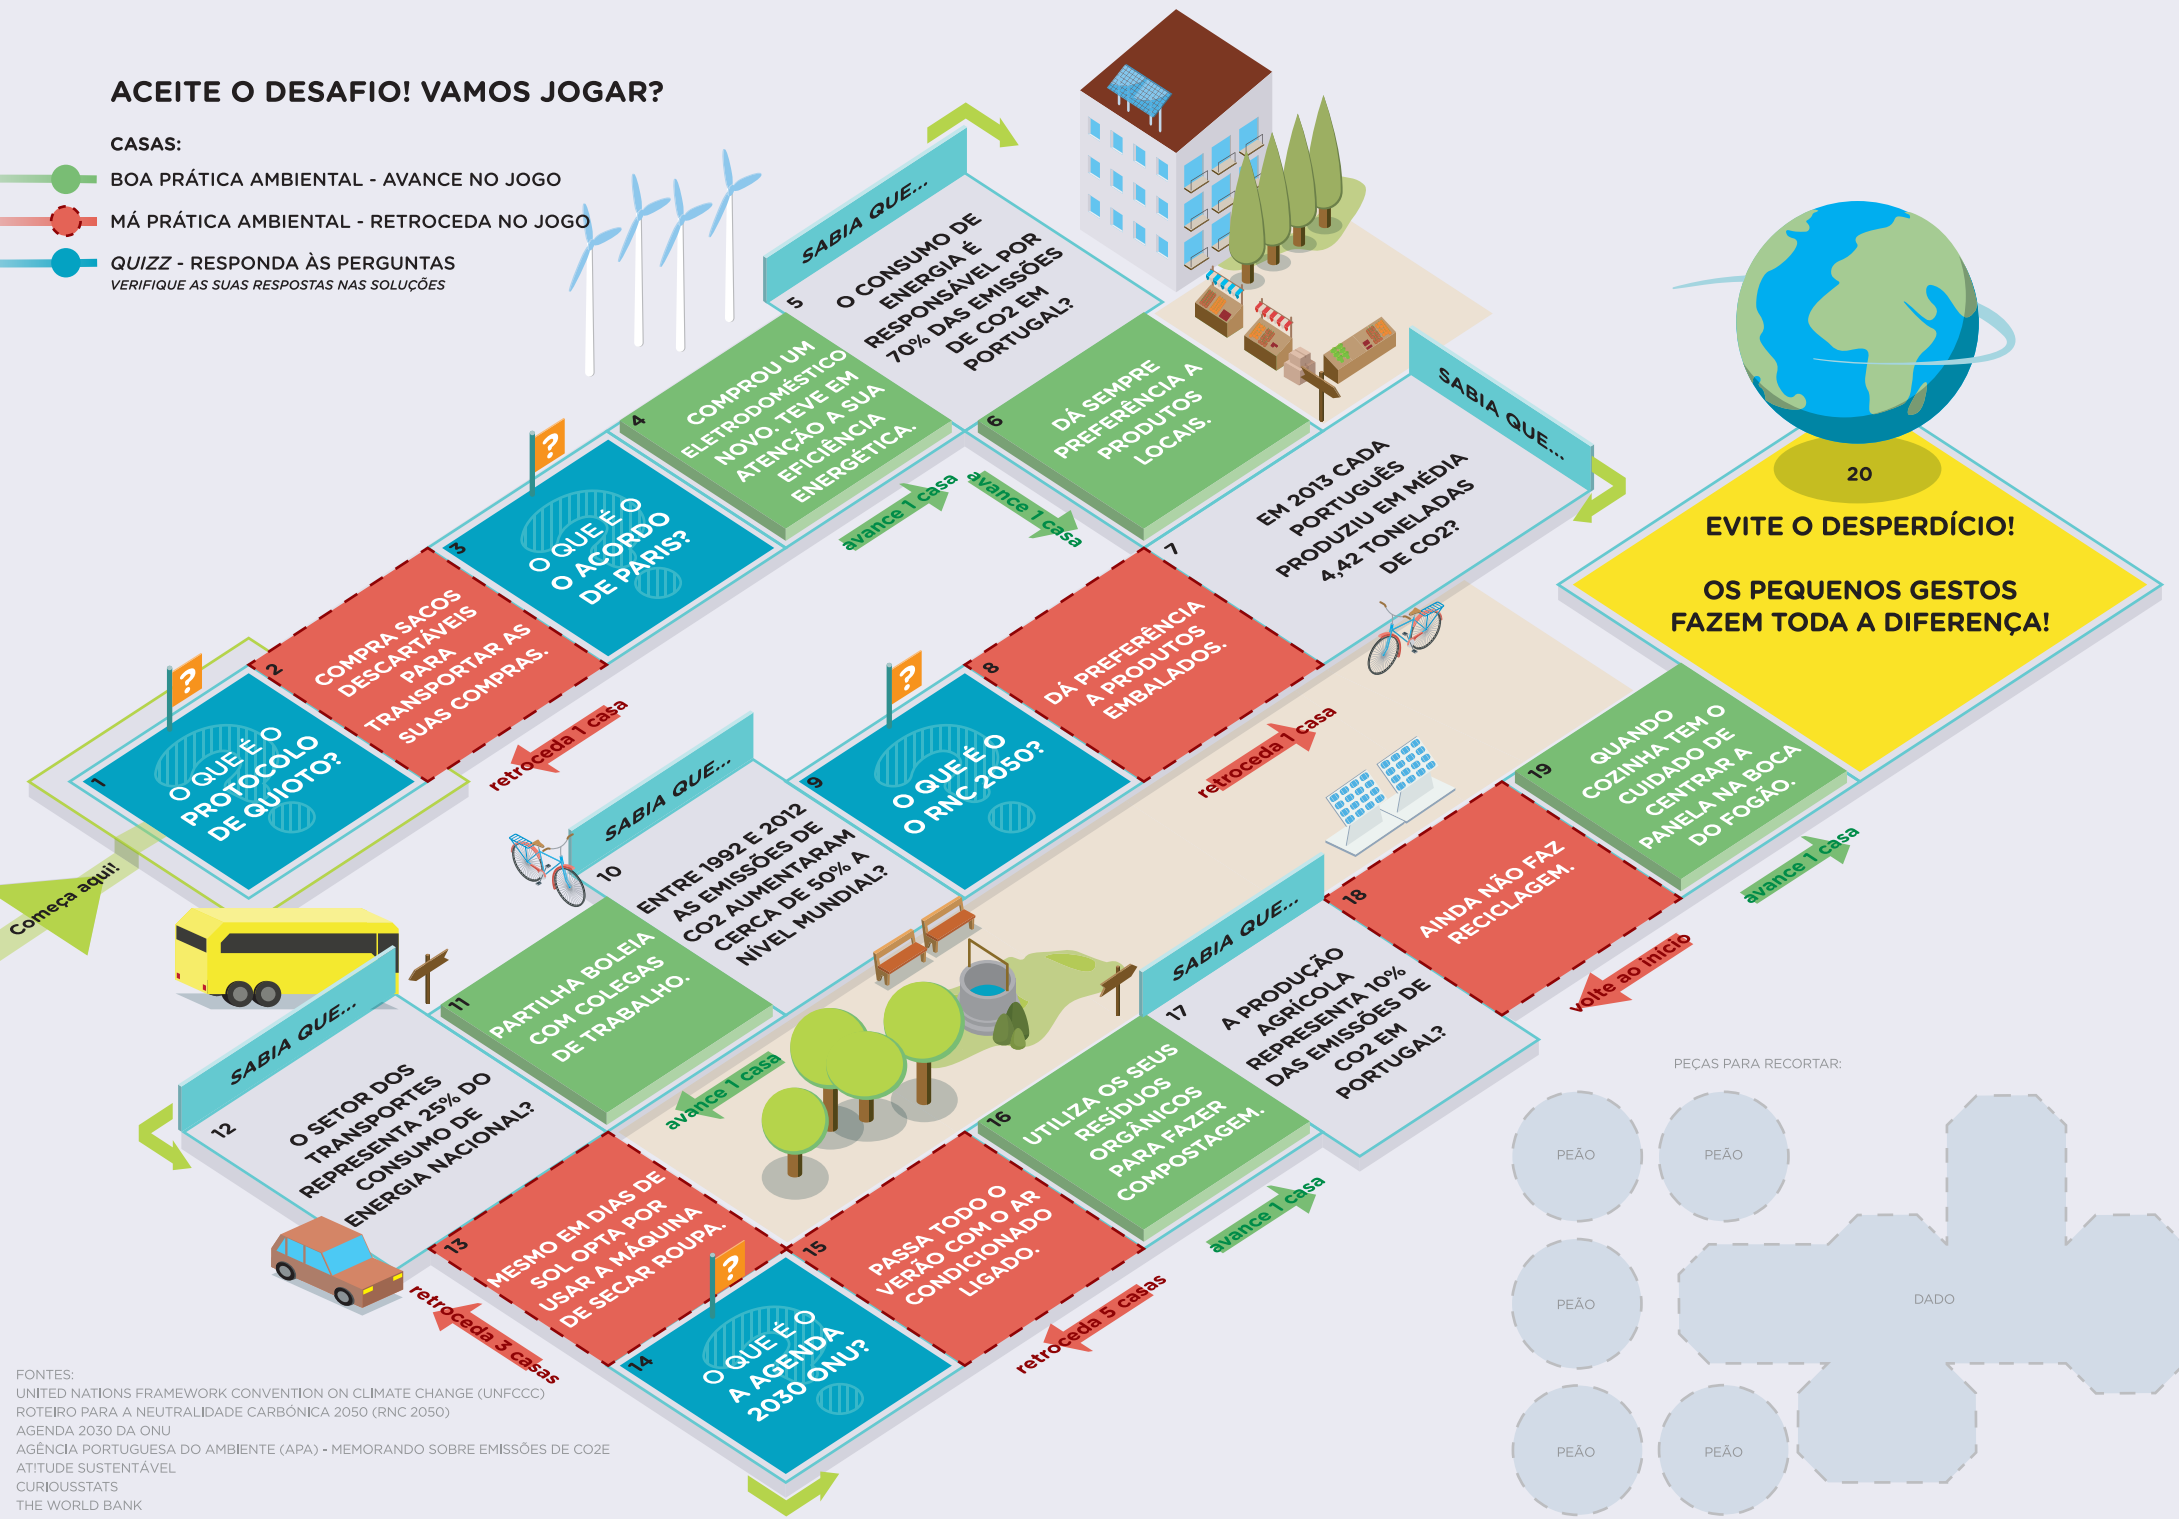 ACEITE O DESAFIO! VAMOS JOGAR?
CASAS:
BOA PRÁTICA AMBIENTAL - AVANCE NO JOGO
MÁ PRÁTICA AMBIENTAL - RETROCEDA NO JOGO
QUIZZ - RESPONDA ÀS PERGUNTAS
VERIFIQUE AS SUAS RESPOSTAS NAS SOLUÇÕES
Começa aqui!
1
?
O QUE É O
PROTOCOLO
DE QUIOTO?
2
COMPRA SACOS
DESCARTÁVEIS
PARA
TRANSPORTAR AS
SUAS COMPRAS.
retroceda 1 casa
3
?
O QUE É O
O ACORDO
DE PARIS?
4
COMPROU UM
ELETRODOMÉSTICO
NOVO. TEVE EM
ATENÇÃO A SUA
EFICIÊNCIA
ENERGÉTICA.
avance 1 casa
5
SABIA QUE...
O CONSUMO DE
ENERGIA É
RESPONSÁVEL POR
70% DAS EMISSÕES
DE CO2 EM
PORTUGAL?
6
DÁ SEMPRE
PREFERÊNCIA A
PRODUTOS
LOCAIS.
avance 1 casa
7
SABIA QUE...
EM 2013 CADA
PORTUGUÊS
PRODUZIU EM MÉDIA
4,42 TONELADAS
DE CO2?
8
DÁ PREFERÊNCIA
A PRODUTOS
EMBALADOS.
retroceda 1 casa
9
?
O QUE É O
O RNC 2050?
10
SABIA QUE...
ENTRE 1992 E 2012
AS EMISSÕES DE
CO2 AUMENTARAM
CERCA DE 50% A
NÍVEL MUNDIAL?
11
PARTILHA BOLEIA
COM COLEGAS
DE TRABALHO.
avance 1 casa
12
SABIA QUE...
O SETOR DOS
TRANSPORTES
REPRESENTA 25% DO
CONSUMO DE
ENERGIA NACIONAL?
13
MESMO EM DIAS DE
SOL OPTA POR
USAR A MÁQUINA
DE SECAR ROUPA.
retroceda 3 casas
14
?
O QUE É O
A AGENDA
2030 ONU?
15
PASSA TODO O
VERÃO COM O AR
CONDICIONADO
LIGADO.
retroceda 5 casas
16
UTILIZA OS SEUS
RESÍDUOS
ORGÂNICOS
PARA FAZER
COMPOSTAGEM.
avance 1 casa
17
SABIA QUE...
A PRODUÇÃO
AGRÍCOLA
REPRESENTA 10%
DAS EMISSÕES DE
CO2 EM
PORTUGAL?
18
AINDA NÃO FAZ
RECICLAGEM.
volte ao início
19
QUANDO
COZINHA TEM O
CUIDADO DE
CENTRAR A
PANELA NA BOCA
DO FOGÃO.
avance 1 casa
20
EVITE O DESPERDÍCIO!
OS PEQUENOS GESTOS
FAZEM TODA A DIFERENÇA!
PEÇAS PARA RECORTAR:
PEÃO
PEÃO
PEÃO
PEÃO
PEÃO
DADO
FONTES:
UNITED NATIONS FRAMEWORK CONVENTION ON CLIMATE CHANGE (UNFCCC)
ROTEIRO PARA A NEUTRALIDADE CARBÓNICA 2050 (RNC 2050)
AGENDA 2030 DA ONU
AGÊNCIA PORTUGUESA DO AMBIENTE (APA) - MEMORANDO SOBRE EMISSÕES DE CO2E
AT!TUDE SUSTENTÁVEL
CURIOUSSTATS
THE WORLD BANK